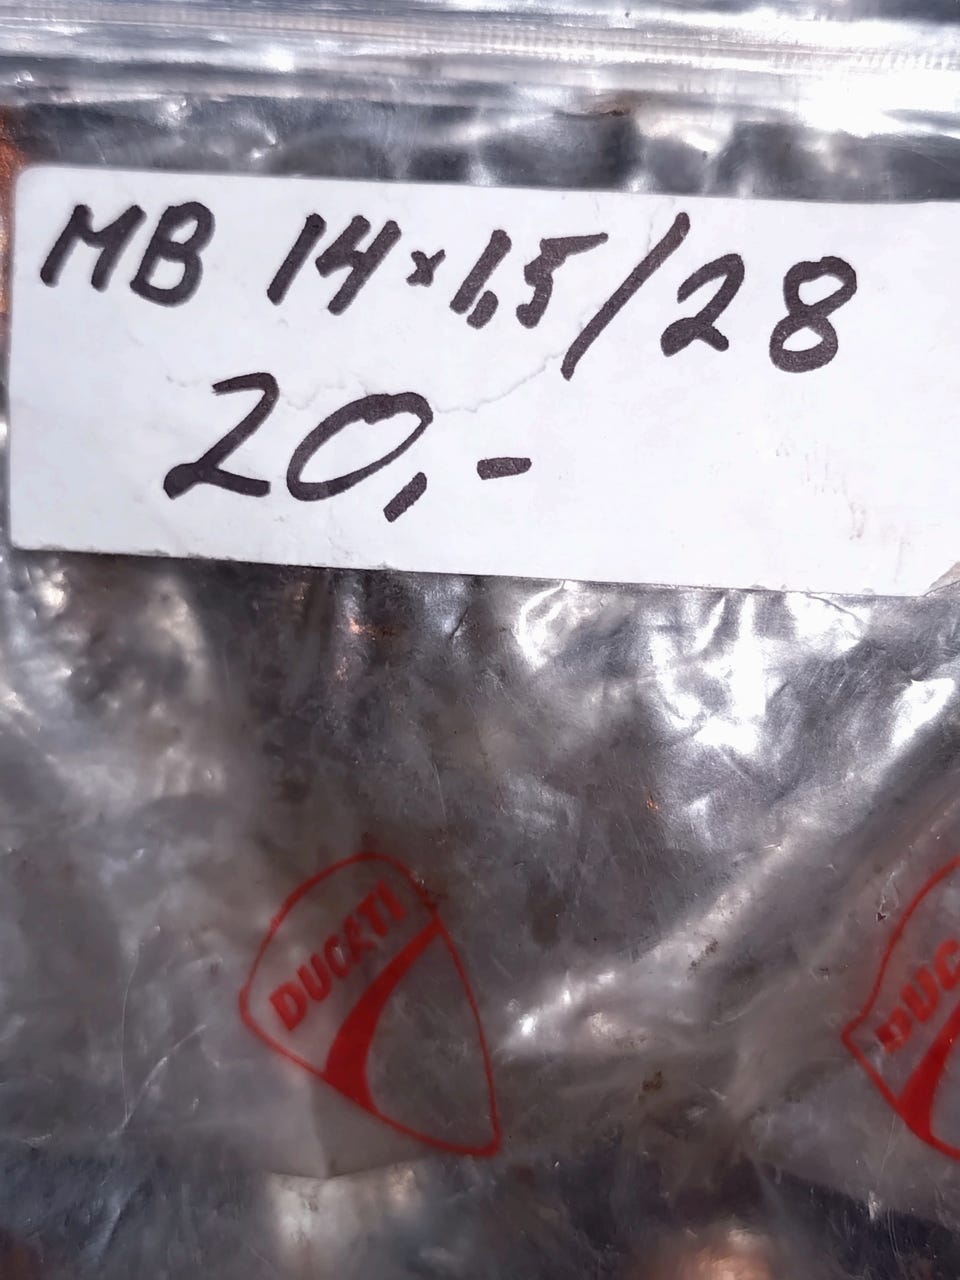 MB 14x1,5/28
20,-
DUCATI
DUC